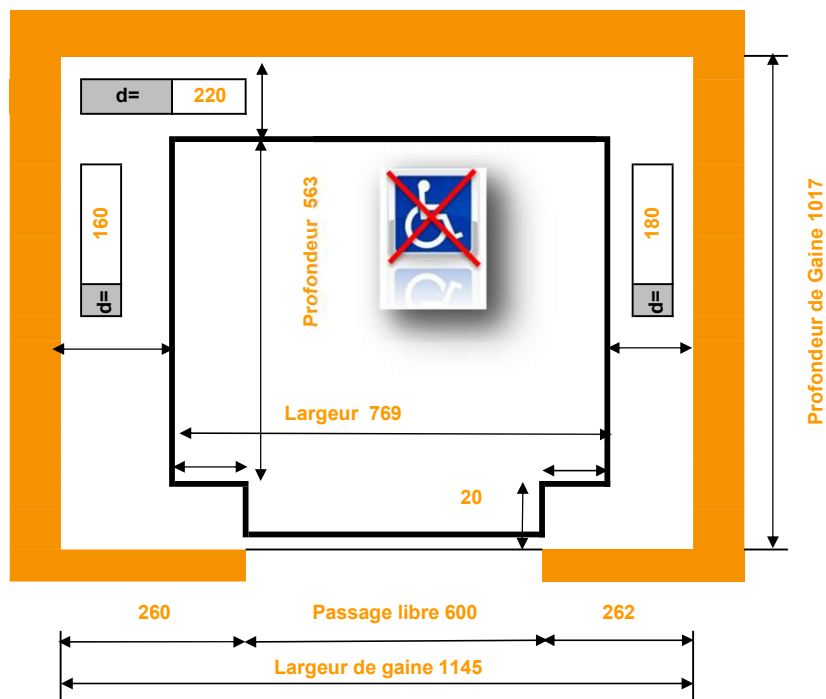 d= 220
d= 160
Profondeur 563
d= 180
Profondeur de Gaine 1017
Largeur 769
20
260 Passage libre 600 262
Largeur de gaine 1145